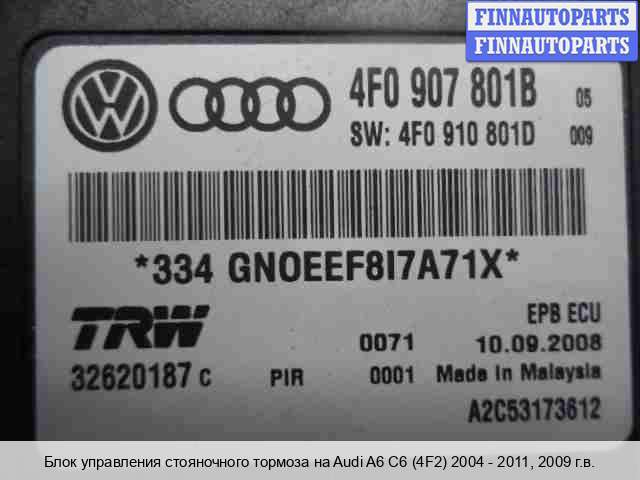 FINNAUTOPARTS
FINNAUTOPARTS
4F0 907 801B 05
SW: 4F0 910 801D 009
*334 GNOEEF8I7A71X*
TRW
EPB ECU
0071 10.09.2008
32620187 C PIR 0001 Made In Malaysia
A2C53173612
Блок управления стояночного тормоза на Audi A6 C6 (4F2) 2004 - 2011, 2009 г.в.